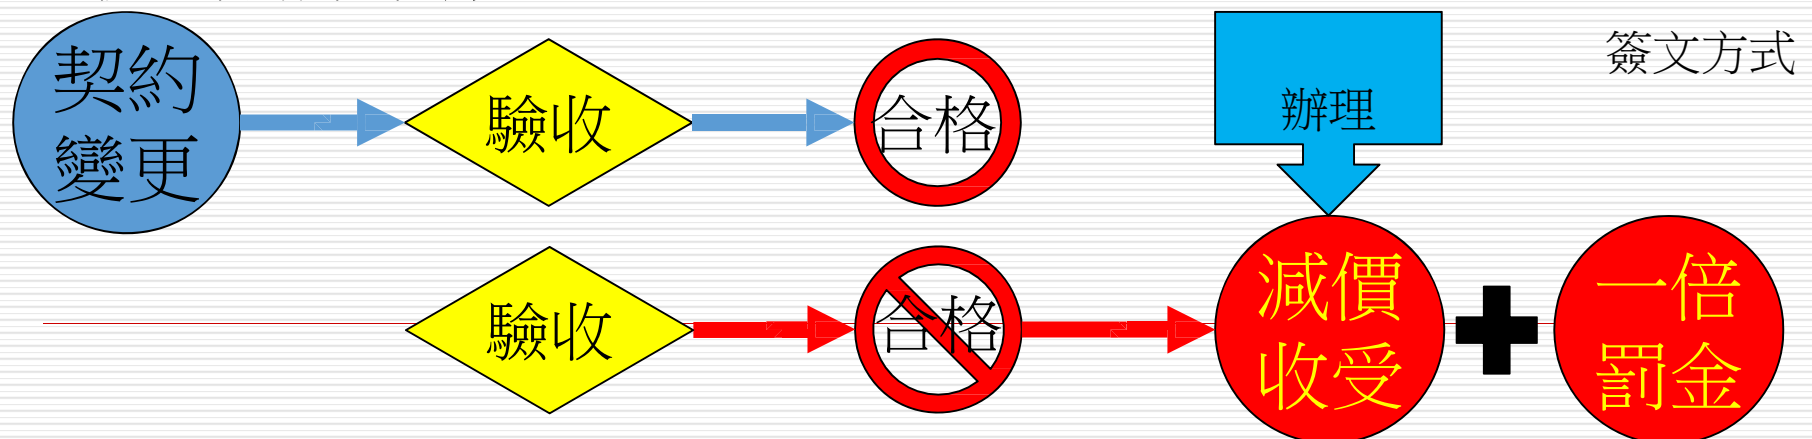 契約
變更
驗收
合格
辦理
簽文方式
驗收
合格
減價
收受
一倍
罰金